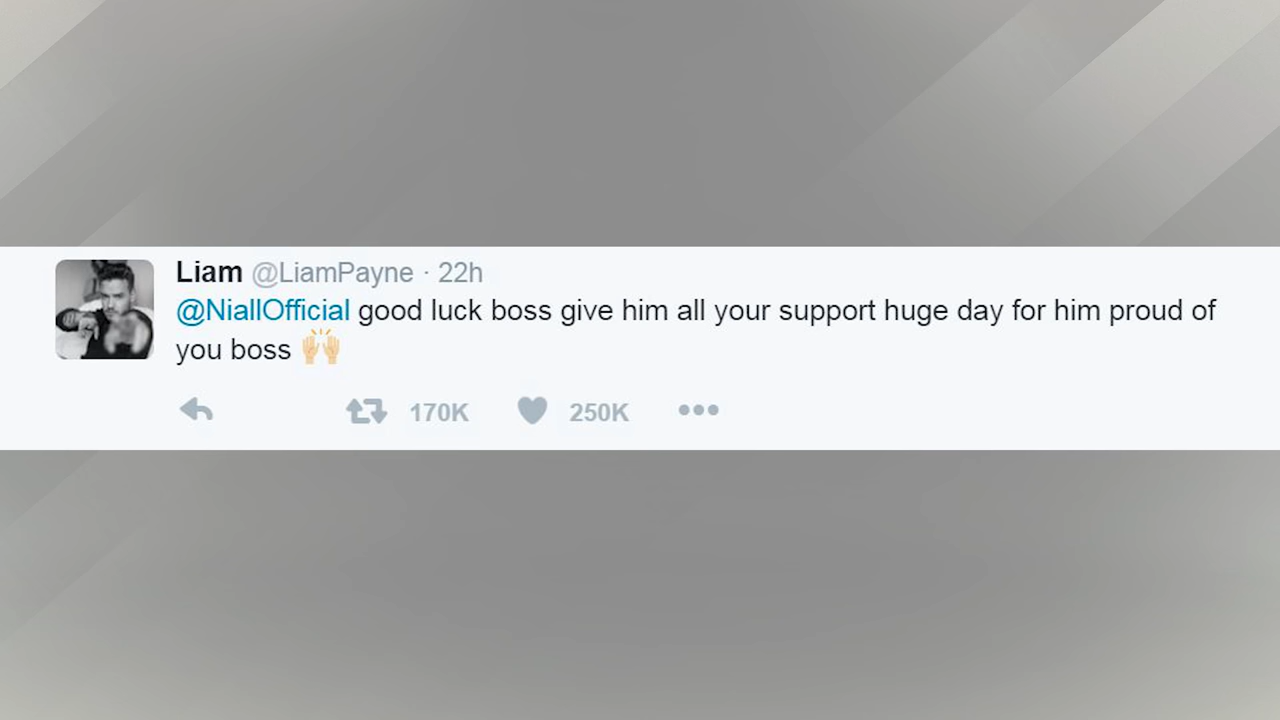 Liam @LiamPayne · 22h
@NiallOfficial good luck boss give him all your support huge day for him proud of
you boss 🙌🏼
170K 250K